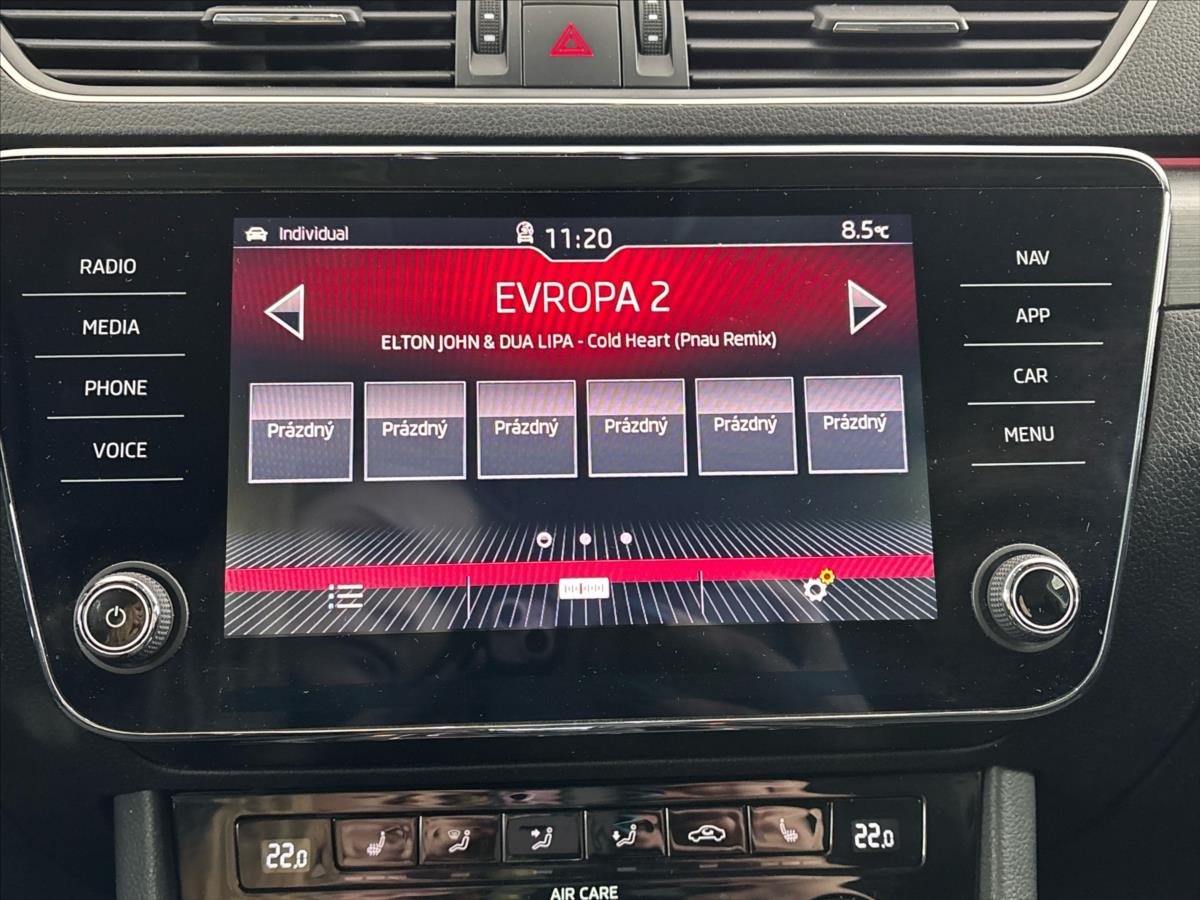 Individual
11:20
8.5°C
EVROPA 2
ELTON JOHN & DUA LIPA - Cold Heart (Pnau Remix)
Prázdný
Prázdný
Prázdný
Prázdný
Prázdný
Prázdný
RADIO
MEDIA
PHONE
VOICE
NAV
APP
CAR
MENU
22.0
22.0
AIR CARE